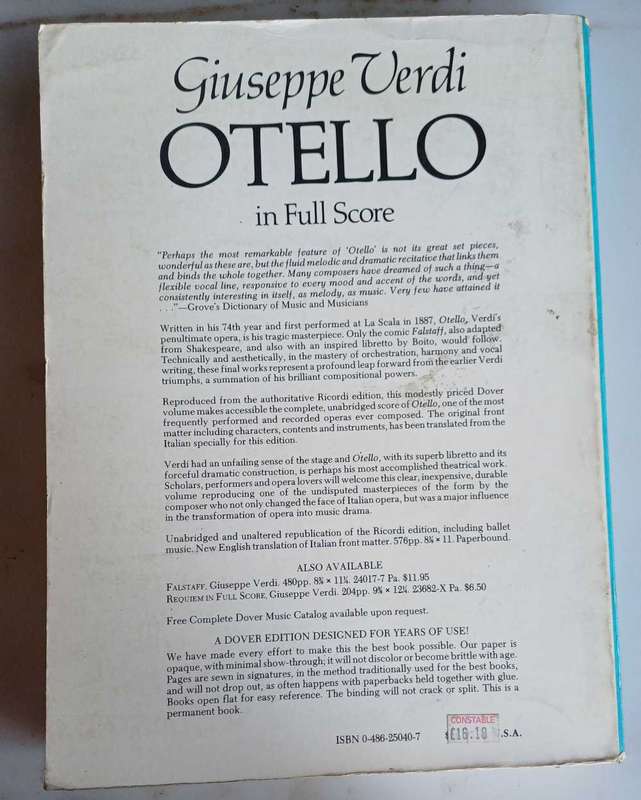 Giuseppe Verdi
OTELLO
in Full Score
"Perhaps the most remarkable feature of 'Otello' is not its great set pieces,
wonderful as these are, but the fluid melodic and dramatic recitative that links them
and binds the whole together. Many composers have dreamed of such a thing—a
flexible vocal line, responsive to every mood and accent of the words, and yet
consistently interesting in itself, as melody, as music. Very few have attained it
. . ."—Grove's Dictionary of Music and Musicians
Written in his 74th year and first performed at La Scala in 1887, Otello, Verdi's
penultimate opera, is his tragic masterpiece. Only the comic Falstaff, also adapted
from Shakespeare, and also with an inspired libretto by Boito, would follow.
Technically and aesthetically, in the mastery of orchestration, harmony and vocal
writing, these final works represent a profound leap forward from the earlier Verdi
triumphs, a summation of his brilliant compositional powers.
Reproduced from the authoritative Ricordi edition, this modestly priced Dover
volume makes accessible the complete, unabridged score of Otello, one of the most
frequently performed and recorded operas ever composed. The original front
matter including characters, contents and instruments, has been translated from the
Italian specially for this edition.
Verdi had an unfailing sense of the stage and Otello, with its superb libretto and its
forceful dramatic construction, is perhaps his most accomplished theatrical work.
Scholars, performers and opera lovers will welcome this clear, inexpensive, durable
volume reproducing one of the undisputed masterpieces of the form by the
composer who not only changed the face of Italian opera, but was a major influence
in the transformation of opera into music drama.
Unabridged and unaltered republication of the Ricordi edition, including ballet
music. New English translation of Italian front matter. 576pp. 8⅛ × 11. Paperbound.
ALSO AVAILABLE
FALSTAFF, Giuseppe Verdi. 480pp. 8⅜ × 11¼. 24017-7 Pa. $11.95
REQUIEM IN FULL SCORE, Giuseppe Verdi. 204pp. 9⅜ × 12¼. 23682-X Pa. $6.50
Free Complete Dover Music Catalog available upon request.
A DOVER EDITION DESIGNED FOR YEARS OF USE!
We have made every effort to make this the best book possible. Our paper is
opaque, with minimal show-through; it will not discolor or become brittle with age.
Pages are sewn in signatures, in the method traditionally used for the best books,
and will not drop out, as often happens with paperbacks held together with glue.
Books open flat for easy reference. The binding will not crack or split. This is a
permanent book.
ISBN 0-486-25040-7
CONSTABLE
£16.10
.S.A.